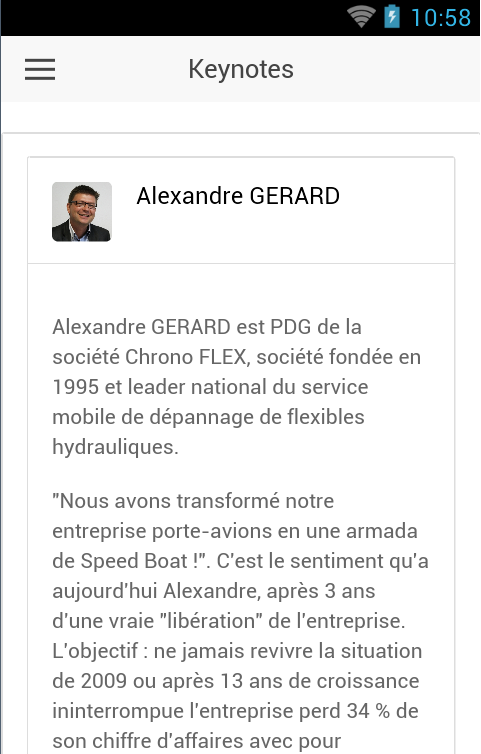 10:58
Keynotes
Alexandre GERARD
Alexandre GERARD est PDG de la
société Chrono FLEX, société fondée en
1995 et leader national du service
mobile de dépannage de flexibles
hydrauliques.
"Nous avons transformé notre
entreprise porte-avions en une armada
de Speed Boat !". C'est le sentiment qu'a
aujourd'hui Alexandre, après 3 ans
d'une vraie "libération" de l'entreprise.
L'objectif : ne jamais revivre la situation
de 2009 ou après 13 ans de croissance
ininterrompue l'entreprise perd 34 % de
son chiffre d'affaires avec pour